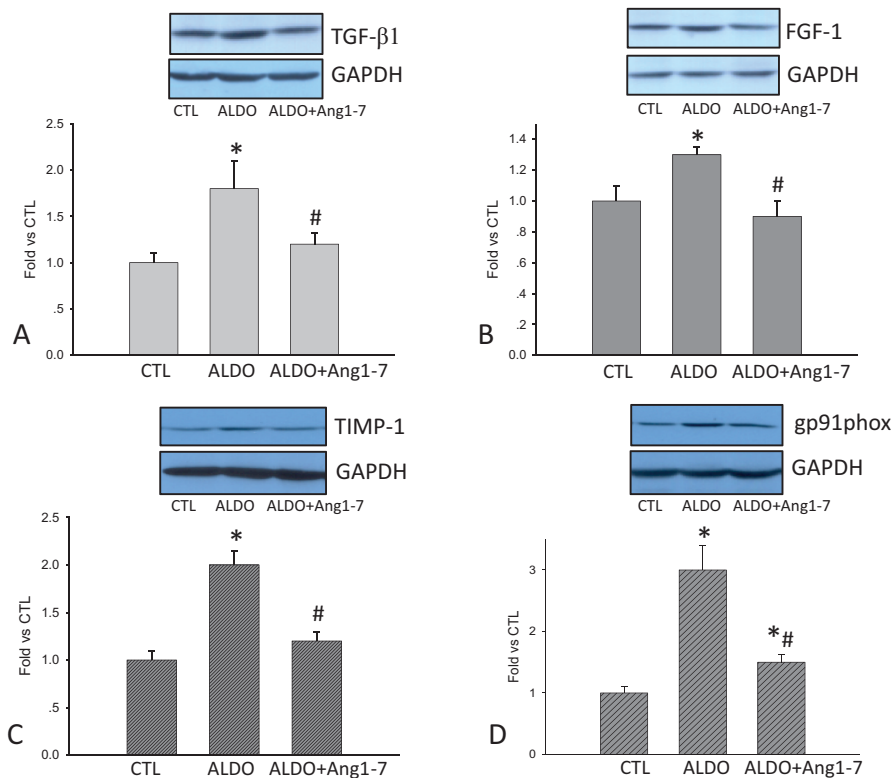 TGF-β1
GAPDH
CTL ALDO ALDO+Ang1-7
Fold vs CTL
2.5
2.0
1.5
1.0
.5
0.0
*
#
A
CTL ALDO ALDO+Ang1-7
FGF-1
GAPDH
CTL ALDO ALDO+Ang1-7
Fold vs CTL
1.4
1.2
1.0
.8
.6
.4
.2
0.0
*
#
B
CTL ALDO ALDO+Ang1-7
TIMP-1
GAPDH
CTL ALDO ALDO+Ang1-7
Fold vs CTL
2.5
2.0
1.5
1.0
.5
0.0
*
#
C
CTL ALDO ALDO+Ang1-7
gp91phox
GAPDH
CTL ALDO ALDO+Ang1-7
Fold vs CTL
3
2
1
0
*
*#
D
CTL ALDO ALDO+Ang1-7